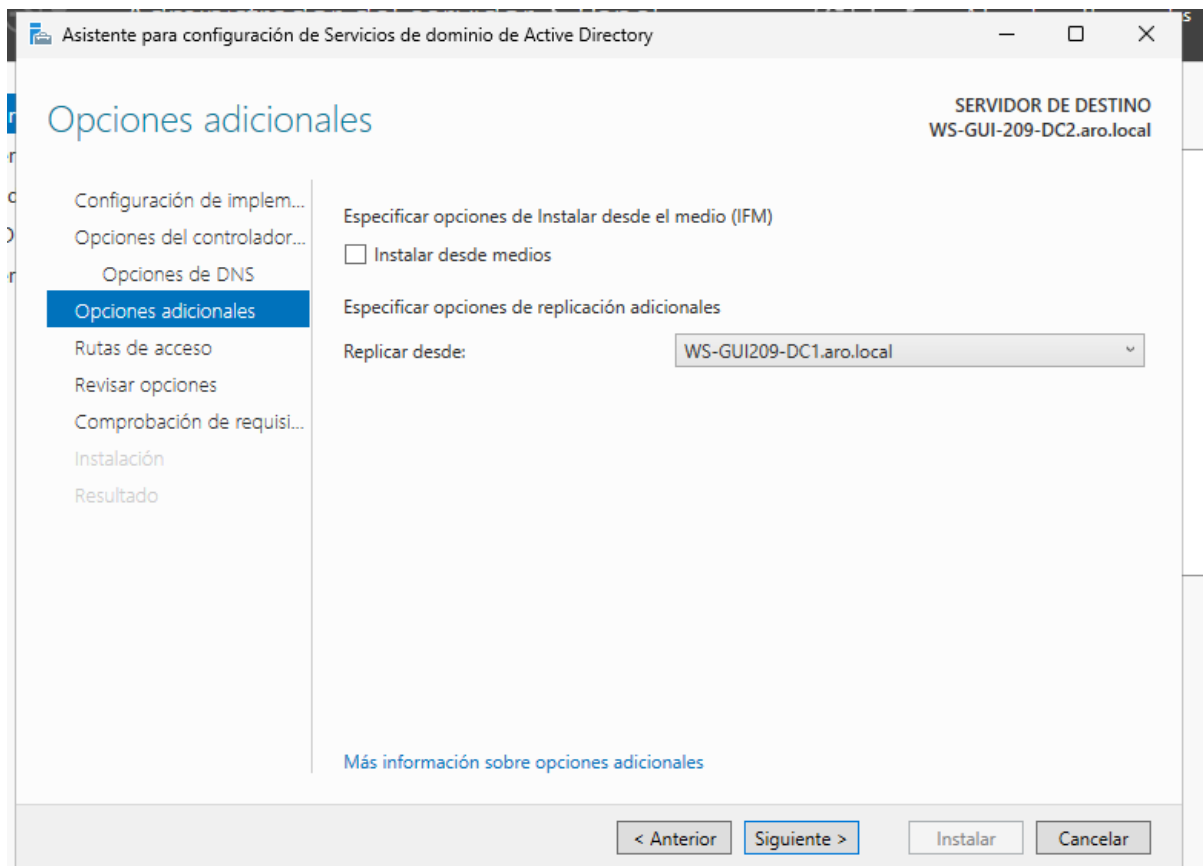 Asistente para configuración de Servicios de dominio de Active Directory
Opciones adicionales
SERVIDOR DE DESTINO
WS-GUI-209-DC2.aro.local
Configuración de implem...
Opciones del controlador...
Opciones de DNS
Opciones adicionales
Rutas de acceso
Revisar opciones
Comprobación de requisi...
Instalación
Resultado
Especificar opciones de Instalar desde el medio (IFM)
Instalar desde medios
Especificar opciones de replicación adicionales
Replicar desde:
WS-GUI209-DC1.aro.local
Más información sobre opciones adicionales
< Anterior
Siguiente >
Instalar
Cancelar